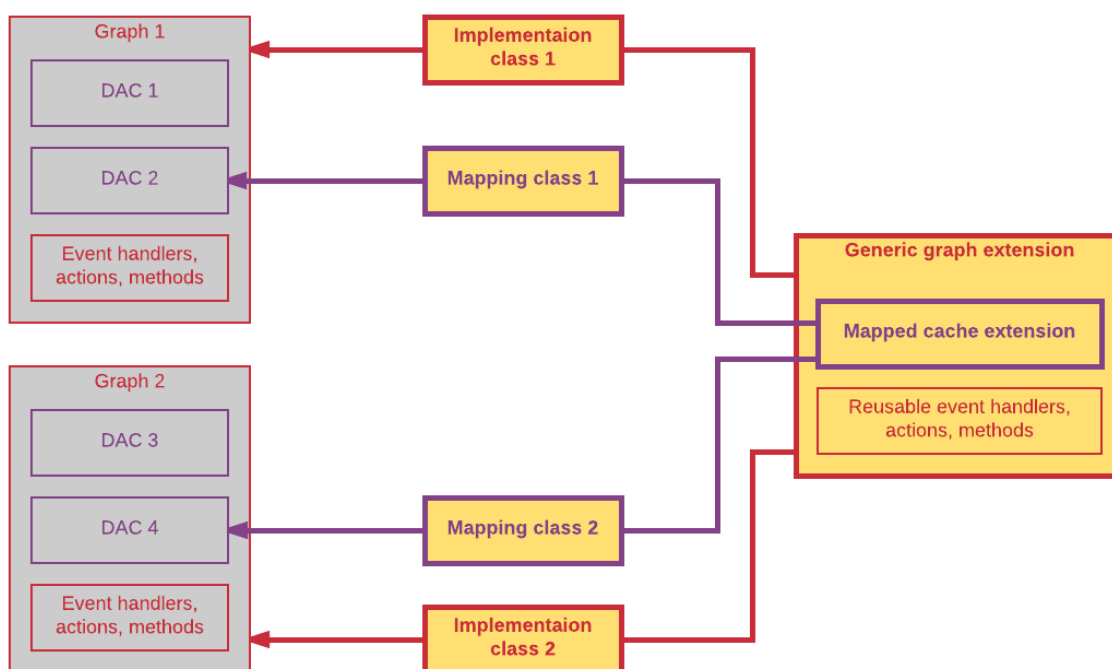 Graph 1
DAC 1
DAC 2
Event handlers,
actions, methods
Implementaion
class 1
Mapping class 1
Generic graph extension
Mapped cache extension
Reusable event handlers,
actions, methods
Graph 2
DAC 3
DAC 4
Event handlers,
actions, methods
Mapping class 2
Implementaion
class 2